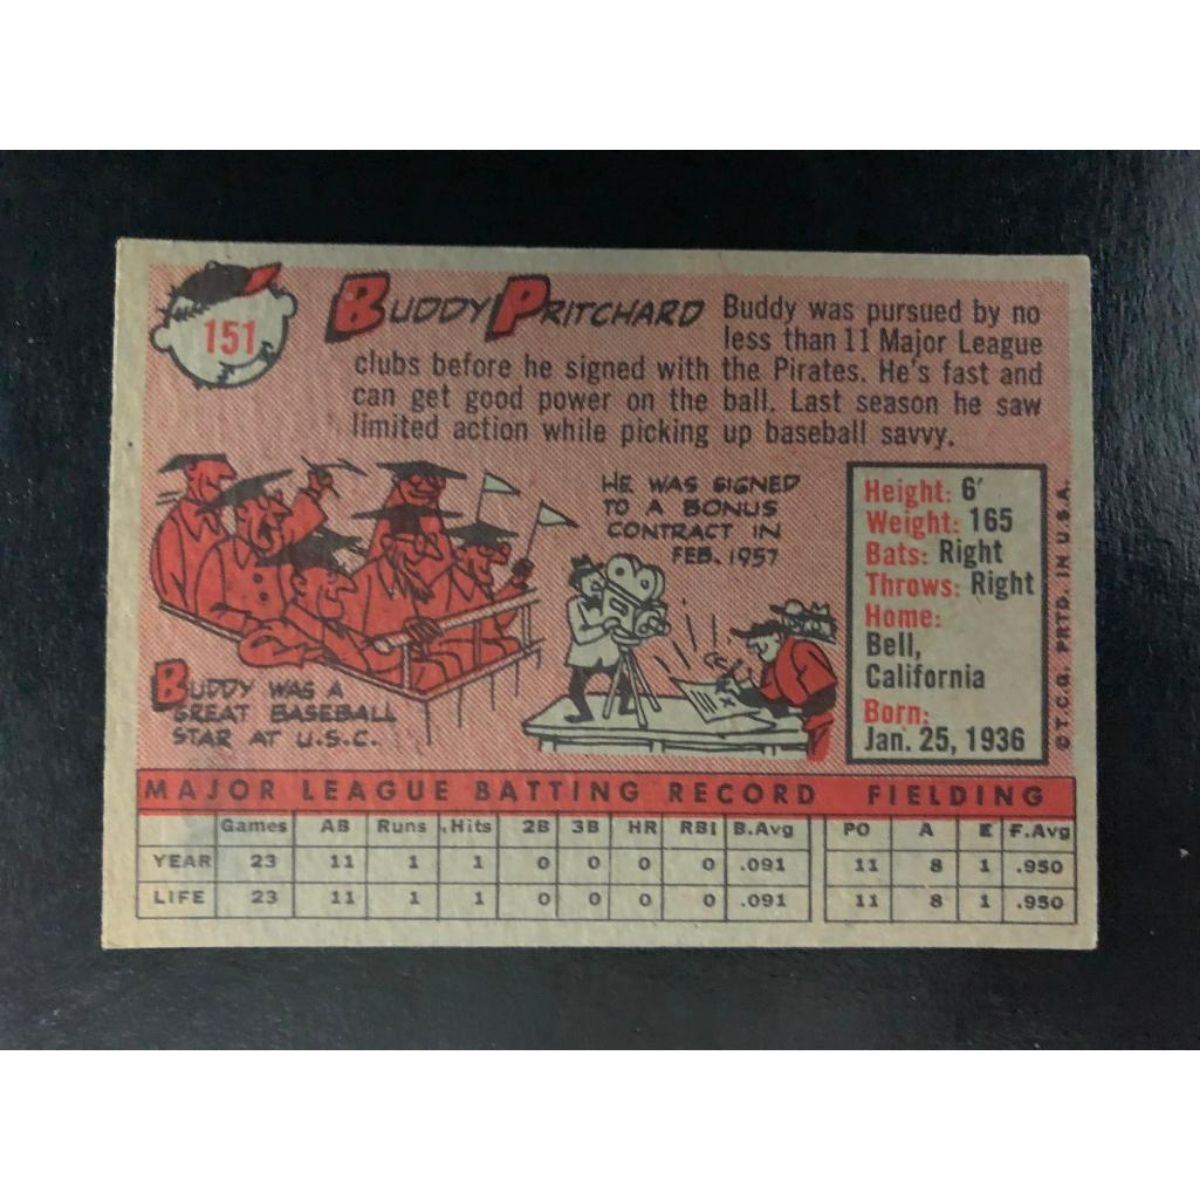 151
BUDDY PRITCHARD
Buddy was pursued by no
less than 11 Major League
clubs before he signed with the Pirates. He's fast and
can get good power on the ball. Last season he saw
limited action while picking up baseball savvy.
HE WAS SIGNED
TO A BONUS
CONTRACT IN
FEB. 1957
BUDDY WAS A
GREAT BASEBALL
STAR AT U.S.C.
X
Height: 6'
Weight: 165
Bats: Right
Throws: Right
Home:
Bell,
California
Born:
Jan. 25, 1936
© T.C.G. PRTD. IN U.S.A.
MAJOR LEAGUE BATTING RECORD FIELDING
Games AB Runs Hits 2B 3B HR RBI B.Avg PO A E F.Avg
YEAR 23 11 1 1 0 0 0 0 .091 11 8 1 .950
LIFE 23 11 1 1 0 0 0 0 .091 11 8 1 .950